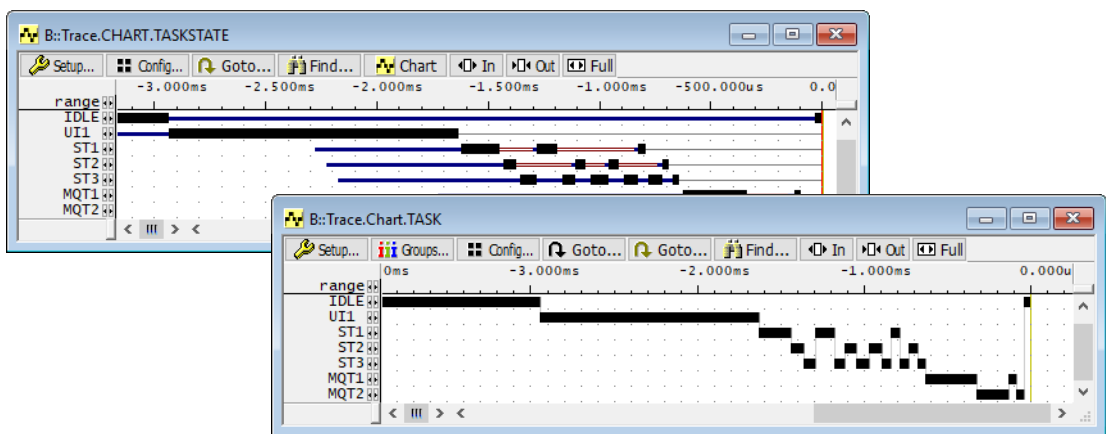 B::Trace.CHART.TASKSTATE
Setup... Config... Goto... Find... Chart In Out Full
-3.000ms -2.500ms -2.000ms -1.500ms -1.000ms -500.000us 0.0
range
IDLE
UI1
ST1
ST2
ST3
MQT1
MQT2
B::Trace.Chart.TASK
Setup... Groups... Config... Goto... Goto... Find... In Out Full
0ms -3.000ms -2.000ms -1.000ms 0.000u
range
IDLE
UI1
ST1
ST2
ST3
MQT1
MQT2